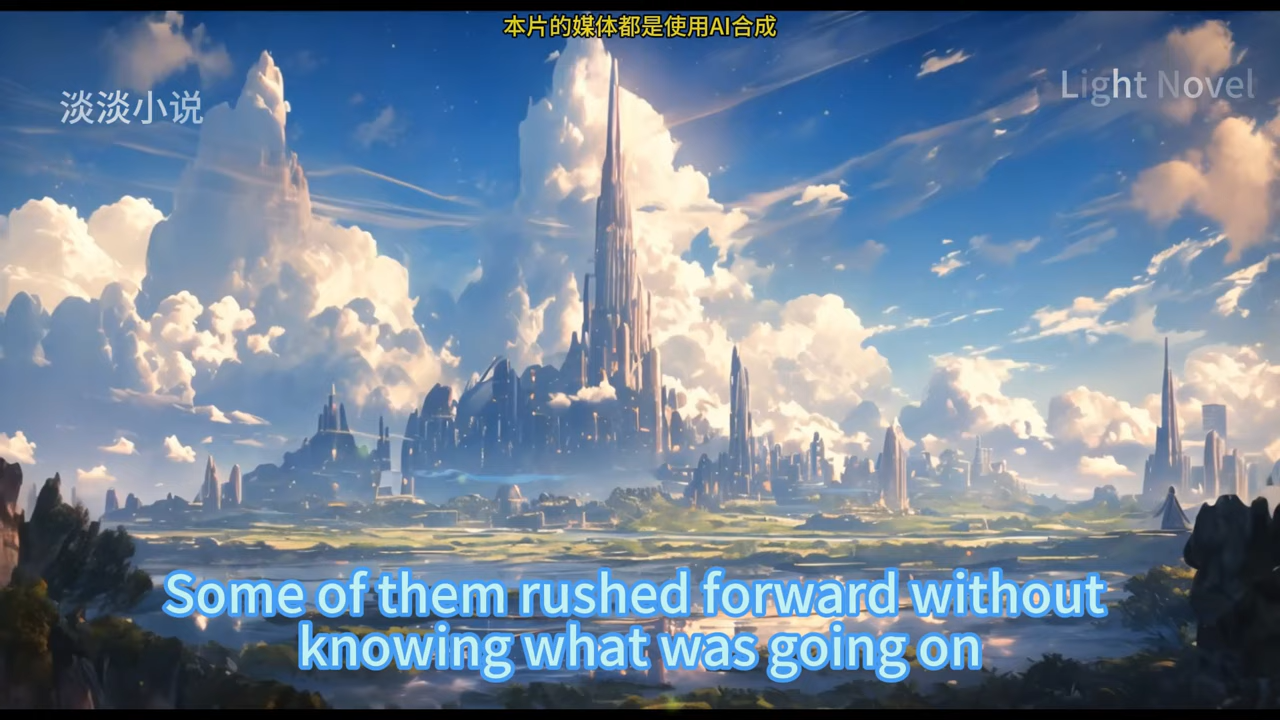 本片的媒体都是使用AI合成
淡淡小说
Light Novel
Some of them rushed forward without
knowing what was going on